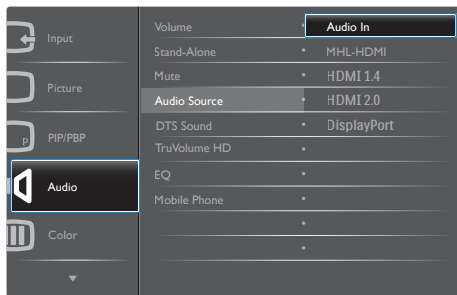 Input
Picture
P
PIP/PBP
Audio
Color
Volume
Stand-Alone
Mute
Audio Source
DTS Sound
TruVolume HD
EQ
Mobile Phone
Audio In
MHL-HDMI
HDMI 1.4
HDMI 2.0
DisplayPort